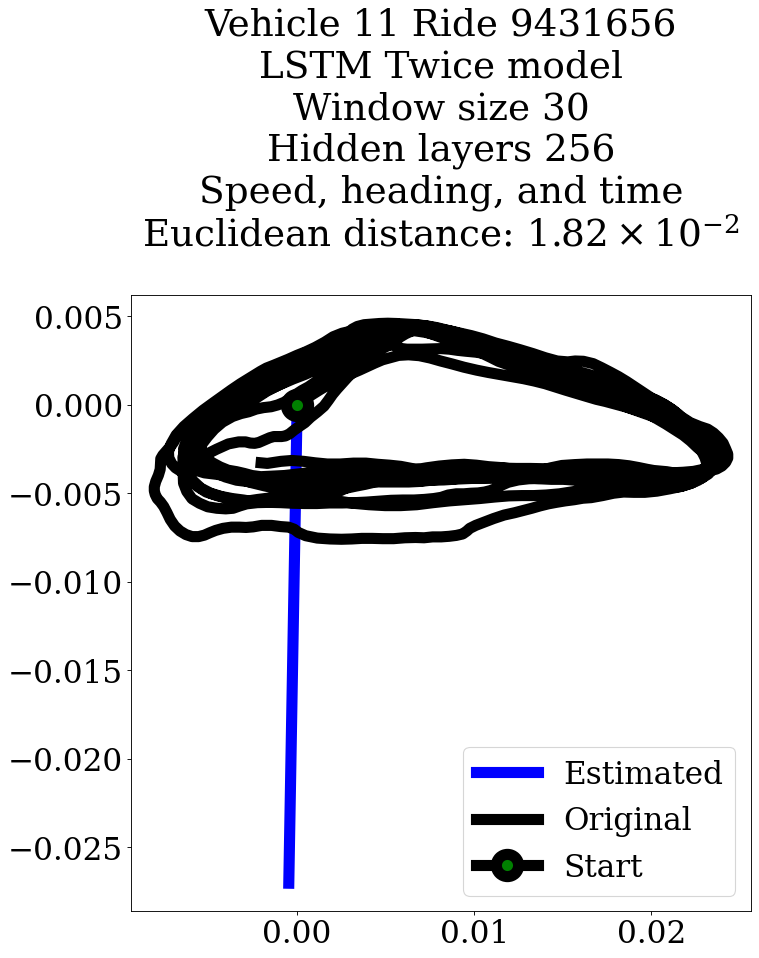 Vehicle 11 Ride 9431656
LSTM Twice model
Window size 30
Hidden layers 256
Speed, heading, and time
Euclidean distance: 1.82 × 10⁻²
0.005
0.000
−0.005
−0.010
−0.015
−0.020
−0.025
Estimated
Original
Start
0.00 0.01 0.02